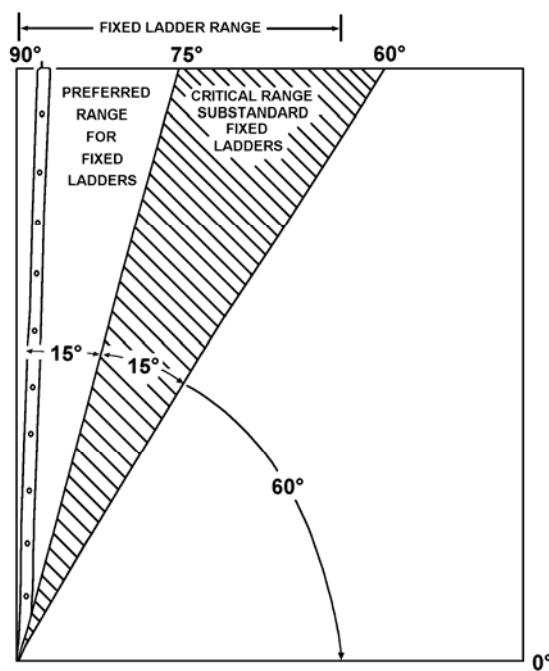 FIXED LADDER RANGE
90° 75° 60°
PREFERRED
RANGE
FOR
FIXED
LADDERS
CRITICAL RANGE
SUBSTANDARD
FIXED
LADDERS
15°
15°
60°
0°